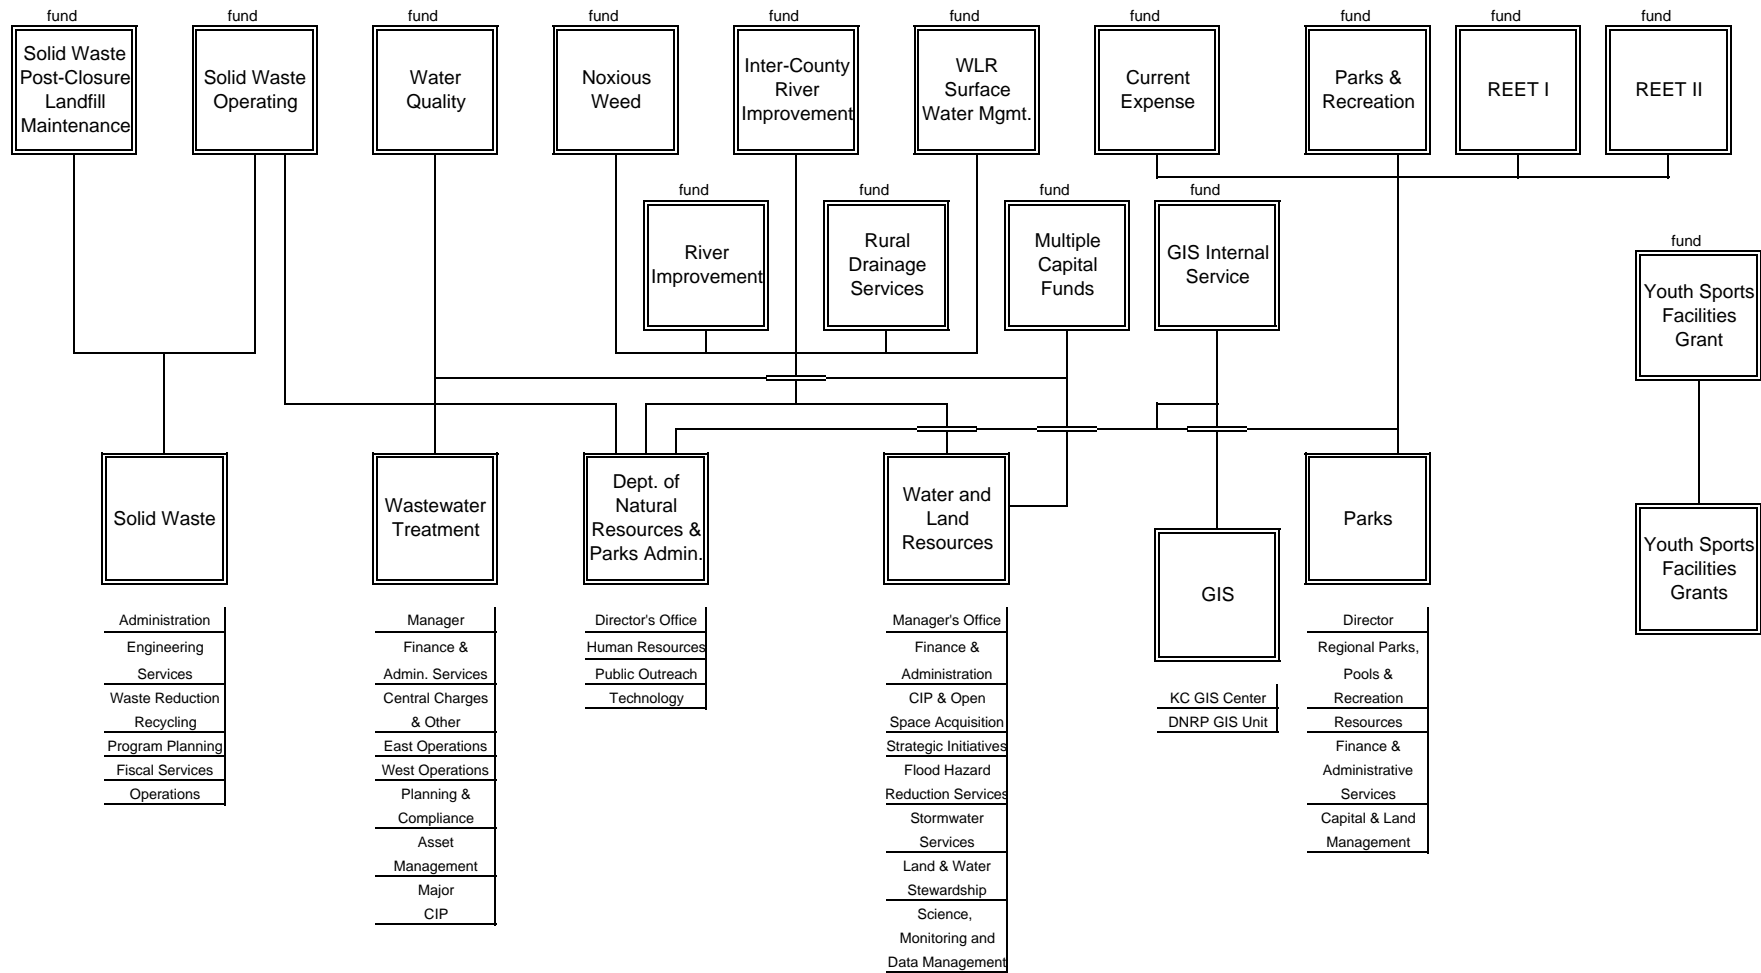 fund
Solid Waste
Post-Closure
Landfill
Maintenance
fund
Solid Waste
Operating
fund
Water
Quality
fund
Noxious
Weed
fund
Inter-County
River
Improvement
fund
WLR
Surface
Water Mgmt.
fund
Current
Expense
fund
Parks &
Recreation
fund
REET I
fund
REET II
fund
River
Improvement
fund
Rural
Drainage
Services
fund
Multiple
Capital
Funds
fund
GIS Internal
Service
fund
Youth Sports
Facilities
Grant
Solid Waste
Wastewater
Treatment
Dept. of
Natural
Resources &
Parks Admin.
Water and
Land
Resources
GIS
Parks
Youth Sports
Facilities
Grants
Administration
Engineering
Services
Waste Reduction
Recycling
Program Planning
Fiscal Services
Operations
Manager
Finance &
Admin. Services
Central Charges
& Other
East Operations
West Operations
Planning &
Compliance
Asset
Management
Major
CIP
Director's Office
Human Resources
Public Outreach
Technology
Manager's Office
Finance &
Administration
CIP & Open
Space Acquisition
Strategic Initiatives
Flood Hazard
Reduction Services
Stormwater
Services
Land & Water
Stewardship
Science,
Monitoring and
Data Management
KC GIS Center
DNRP GIS Unit
Director
Regional Parks,
Pools &
Recreation
Resources
Finance &
Administrative
Services
Capital & Land
Management